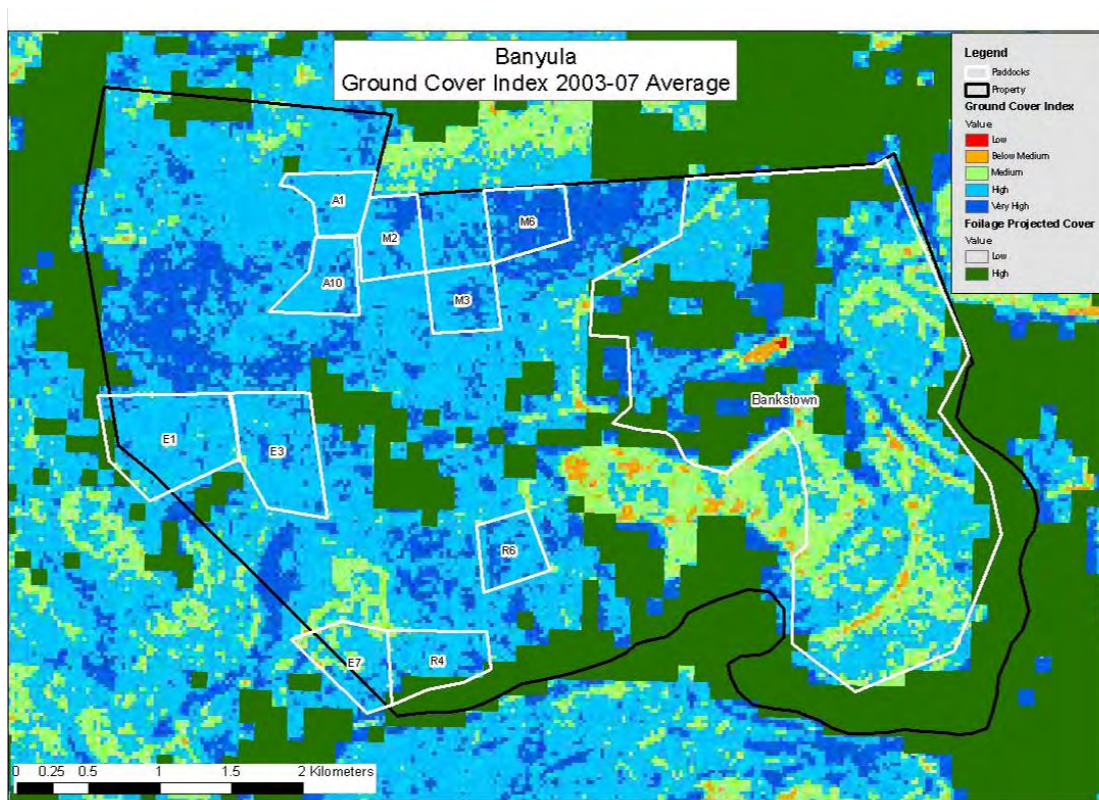 Banyula
Ground Cover Index 2003-07 Average
Legend
Paddocks
Property
Ground Cover Index
Value
Low
Below Medium
Medium
High
Very High
Foilage Projected Cover
Value
Low
High
A1
M2
M6
A10
M3
Bankstown
E1
E3
R6
E7
R4
0 0.25 0.5 1 1.5 2 Kilometers